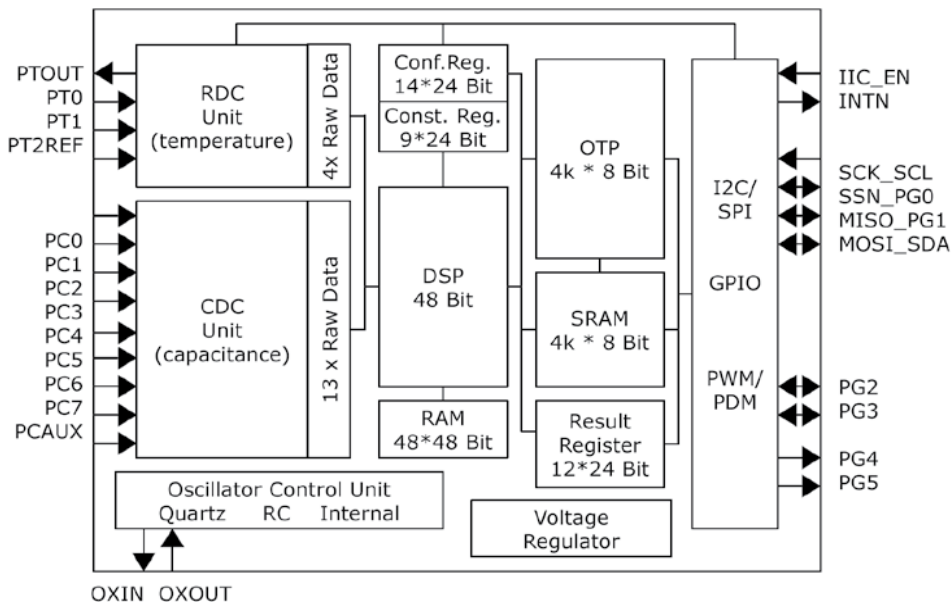 PTOUT
PT0
PT1
PT2REF
RDC
Unit
(temperature)
4x Raw Data
Conf.Reg.
14*24 Bit
Const. Reg.
9*24 Bit
OTP
4k * 8 Bit
IIC_EN
INTN
SCK_SCL
SSN_PG0
MISO_PG1
MOSI_SDA
I2C/
SPI
GPIO
PWM/
PDM
PC0
PC1
PC2
PC3
PC4
PC5
PC6
PC7
PCAUX
CDC
Unit
(capacitance)
13 x Raw Data
DSP
48 Bit
SRAM
4k * 8 Bit
RAM
48*48 Bit
Result
Register
12*24 Bit
PG2
PG3
PG4
PG5
Oscillator Control Unit
Quartz RC Internal
Voltage
Regulator
OXIN OXOUT